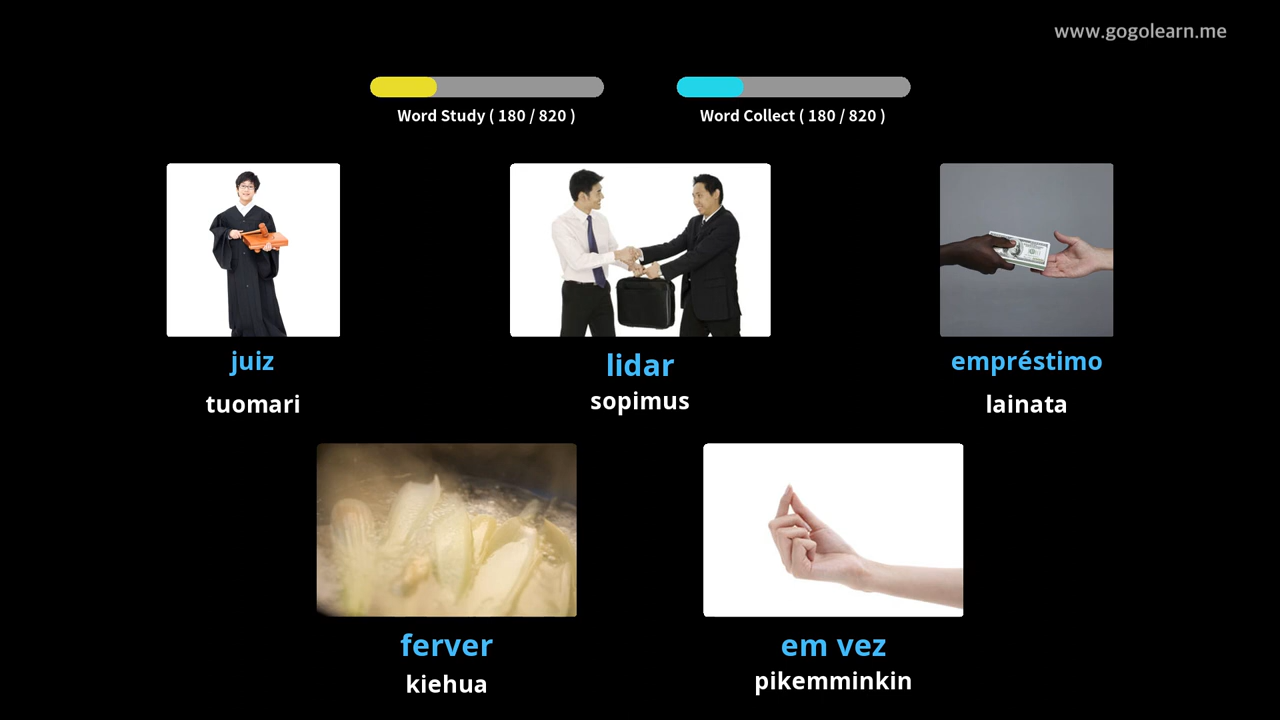 www.gogolearn.me
Word Study ( 180 / 820 )
Word Collect ( 180 / 820 )
juiz
tuomari
lidar
sopimus
empréstimo
lainata
ferver
kiehua
em vez
pikemminkin